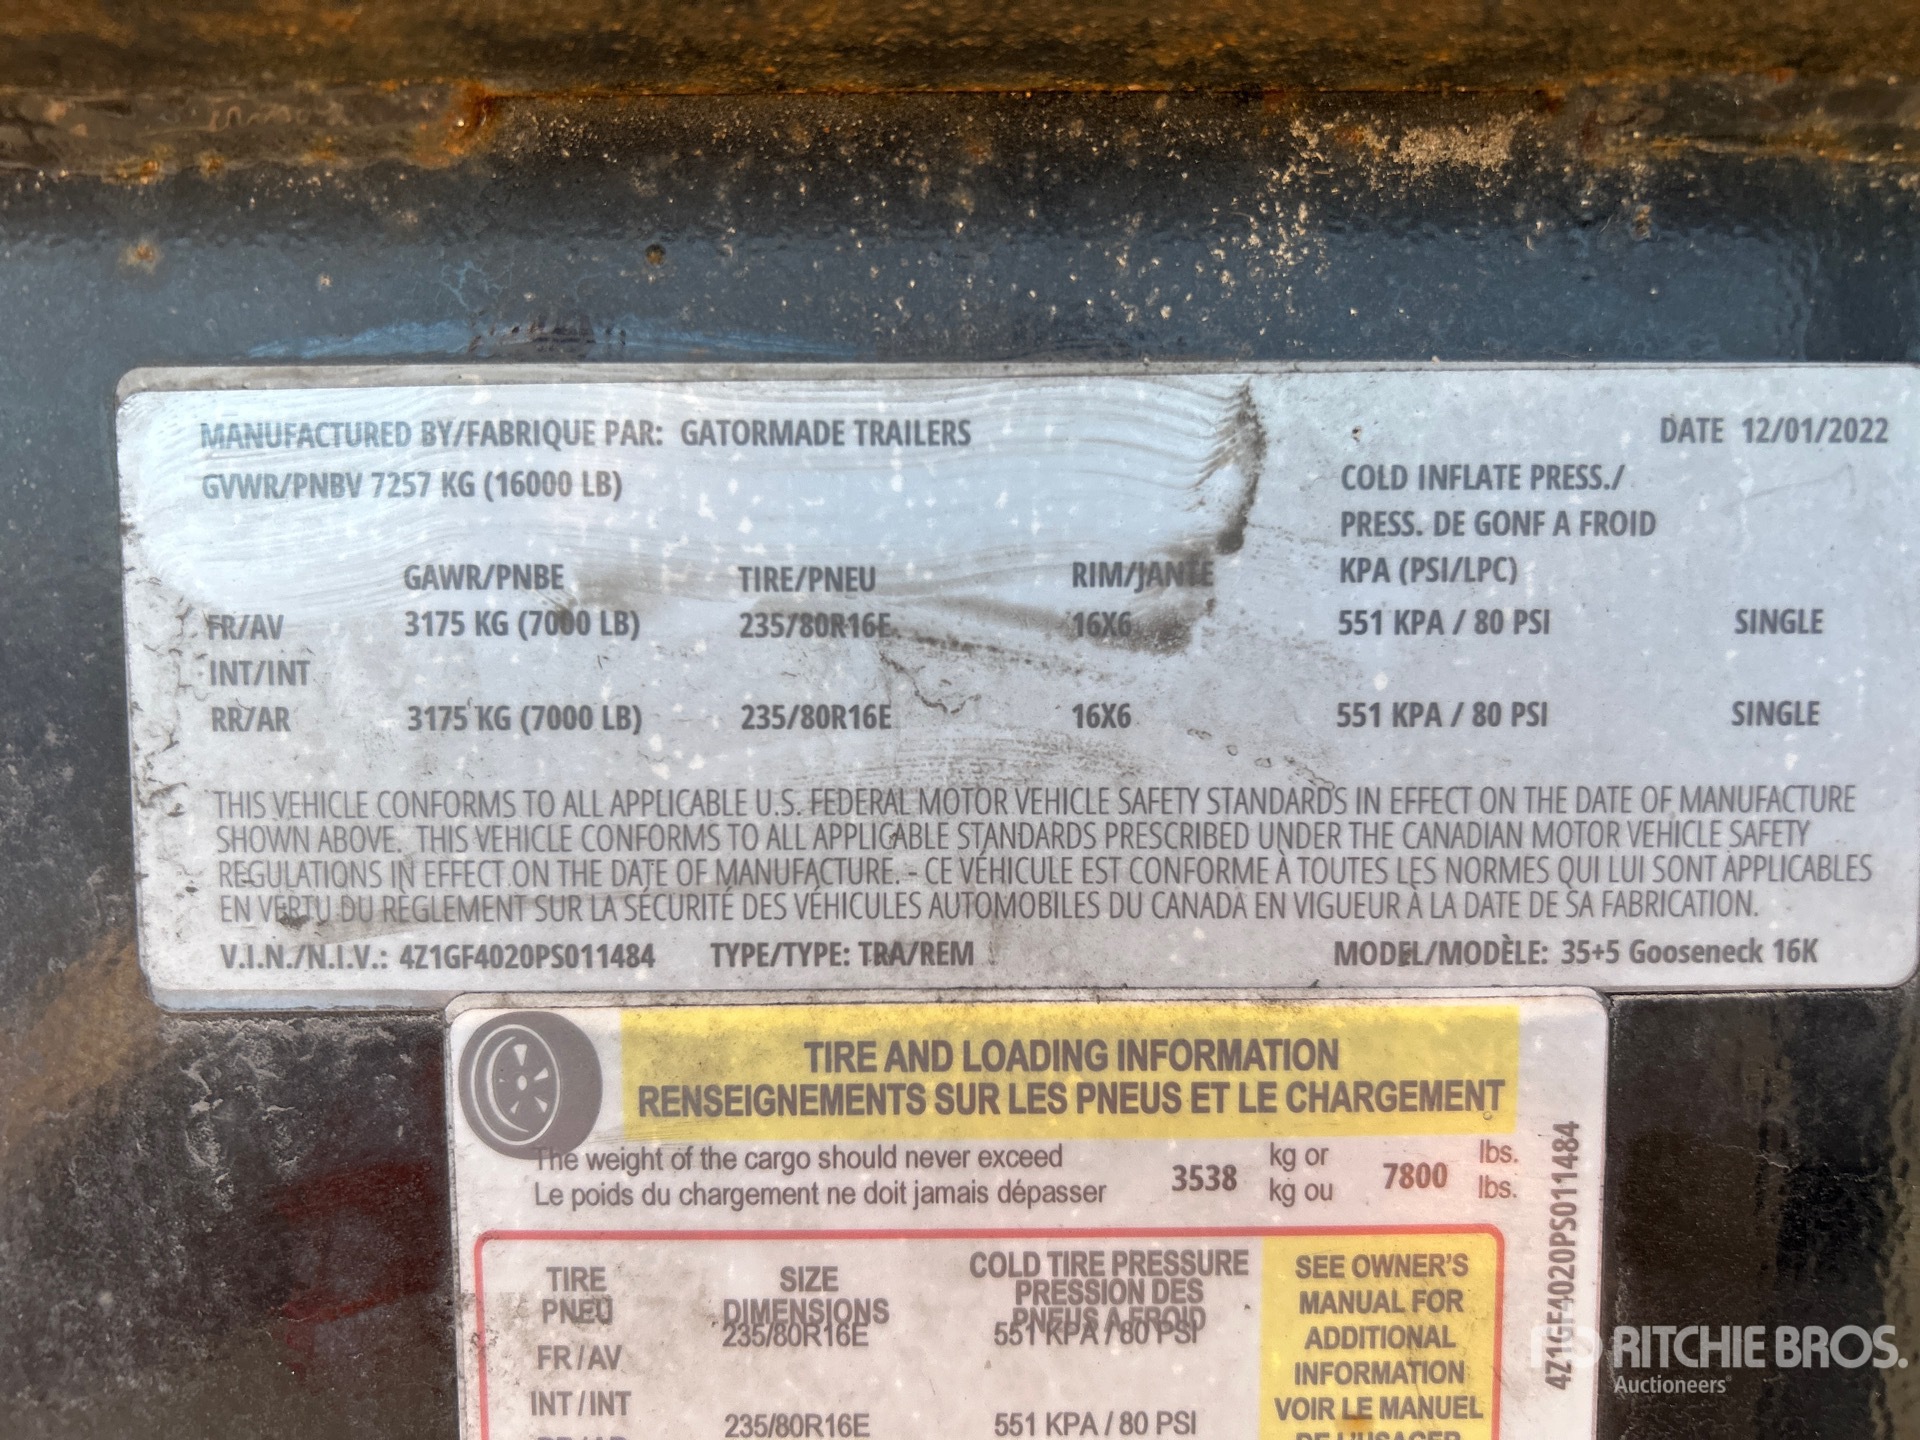 MANUFACTURED BY/FABRIQUE PAR: GATORMADE TRAILERS DATE 12/01/2022
GVWR/PNBV 7257 KG (16000 LB)
COLD INFLATE PRESS./
PRESS. DE GONF A FROID
GAWR/PNBE TIRE/PNEU RIM/JANTE KPA (PSI/LPC)
FR/AV 3175 KG (7000 LB) 235/80R16E 16X6 551 KPA / 80 PSI SINGLE
INT/INT
RR/AR 3175 KG (7000 LB) 235/80R16E 16X6 551 KPA / 80 PSI SINGLE
THIS VEHICLE CONFORMS TO ALL APPLICABLE U.S. FEDERAL MOTOR VEHICLE SAFETY STANDARDS IN EFFECT ON THE DATE OF MANUFACTURE
SHOWN ABOVE. THIS VEHICLE CONFORMS TO ALL APPLICABLE STANDARDS PRESCRIBED UNDER THE CANADIAN MOTOR VEHICLE SAFETY
REGULATIONS IN EFFECT ON THE DATE OF MANUFACTURE. - CE VÉHICULE EST CONFORME À TOUTES LES NORMES QUI LUI SONT APPLICABLES
EN VERTU DU RÈGLEMENT SUR LA SÉCURITÉ DES VÉHICULES AUTOMOBILES DU CANADA EN VIGUEUR À LA DATE DE SA FABRICATION.
V.I.N./N.I.V.: 4Z1GF4020PS011484 TYPE/TYPE: TRA/REM MODEL/MODÈLE: 35+5 Gooseneck 16K
TIRE AND LOADING INFORMATION
RENSEIGNEMENTS SUR LES PNEUS ET LE CHARGEMENT
The weight of the cargo should never exceed 3538 kg or 7800 lbs.
Le poids du chargement ne doit jamais dépasser kg ou lbs.
TIRE SIZE COLD TIRE PRESSURE
PNEU DIMENSIONS PRESSION DES
PNEUS A FROID
235/80R16E 551 KPA / 80 PSI
FR / AV
INT / INT
235/80R16E 551 KPA / 80 PSI
SEE OWNER'S
MANUAL FOR
ADDITIONAL
INFORMATION
VOIR LE MANUEL
DE L'USAGER
4Z1GF4020PS011484
RITCHIE BROS.
Auctioneers